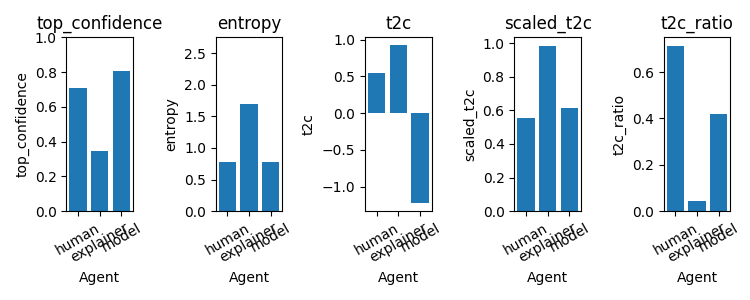 top_confidence
entropy
t2c
scaled_t2c
t2c_ratio
top_confidence
1.0
0.8
0.6
0.4
0.2
0.0
human
explainer
model
Agent
entropy
2.5
2.0
1.5
1.0
0.5
0.0
human
explainer
model
Agent
t2c
1.0
0.5
0.0
−0.5
−1.0
human
explainer
model
Agent
scaled_t2c
1.0
0.8
0.6
0.4
0.2
0.0
human
explainer
model
Agent
t2c_ratio
0.6
0.4
0.2
0.0
human
explainer
model
Agent